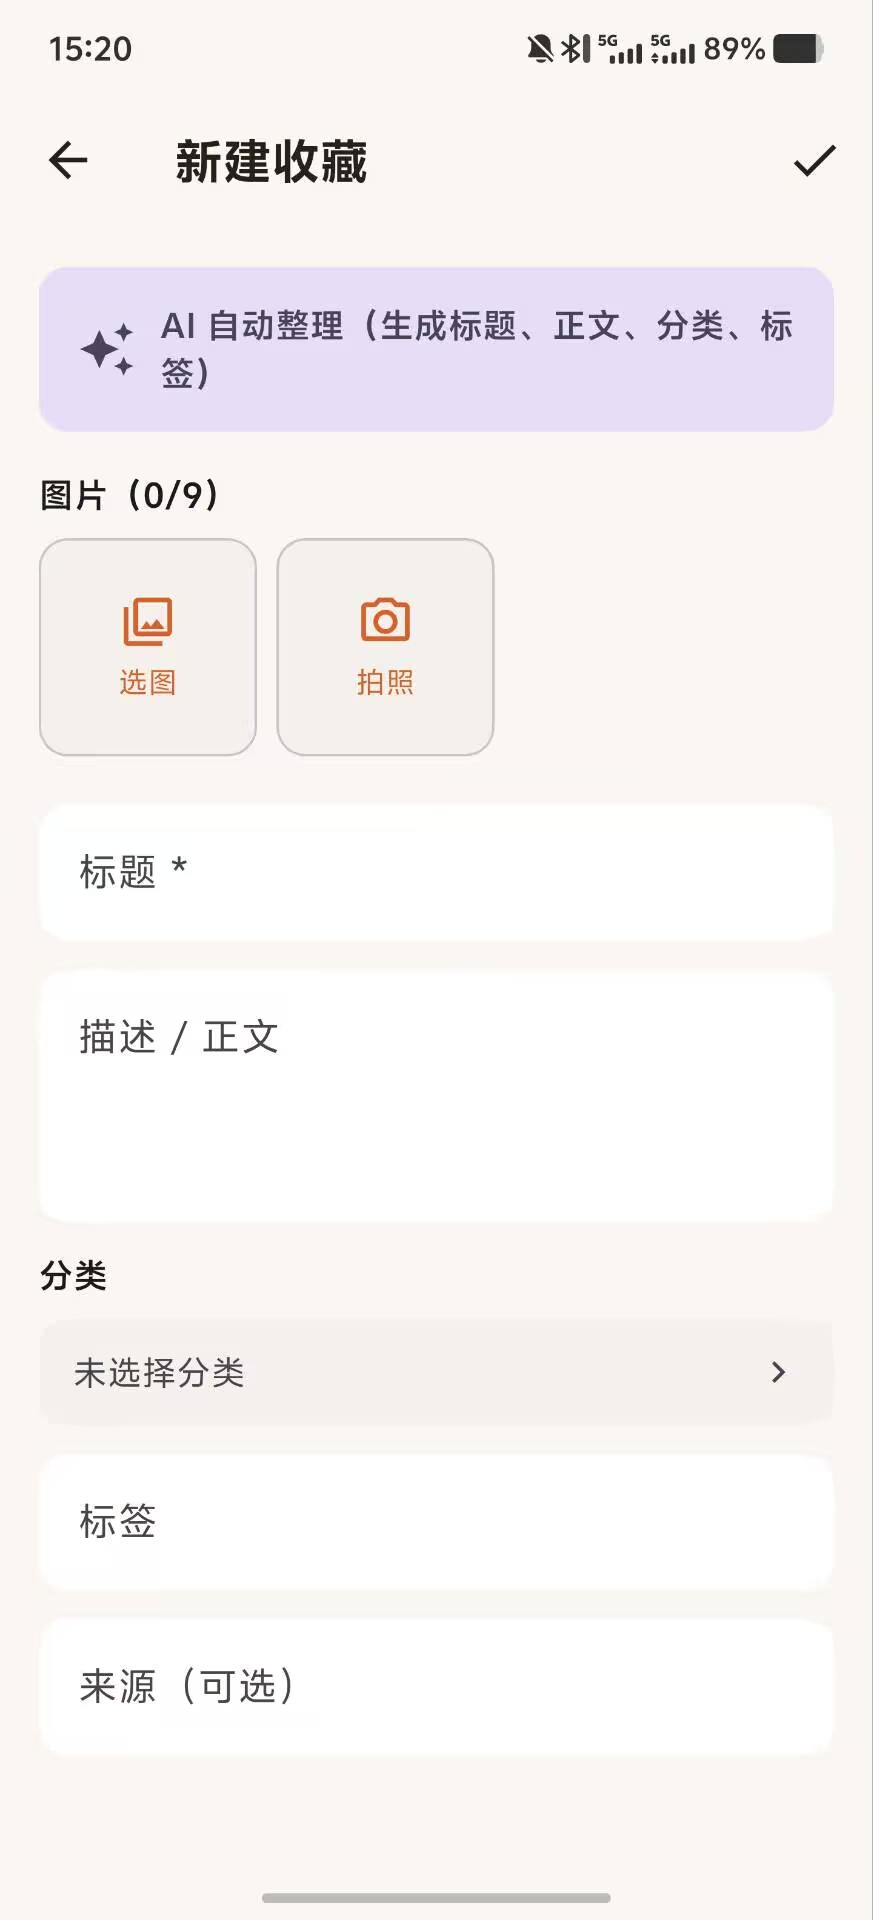 15:20
5G 5G 89%
新建收藏
AI 自动整理（生成标题、正文、分类、标
签）
图片（0/9）
选图 拍照
标题 *
描述 / 正文
分类
未选择分类
标签
来源（可选）